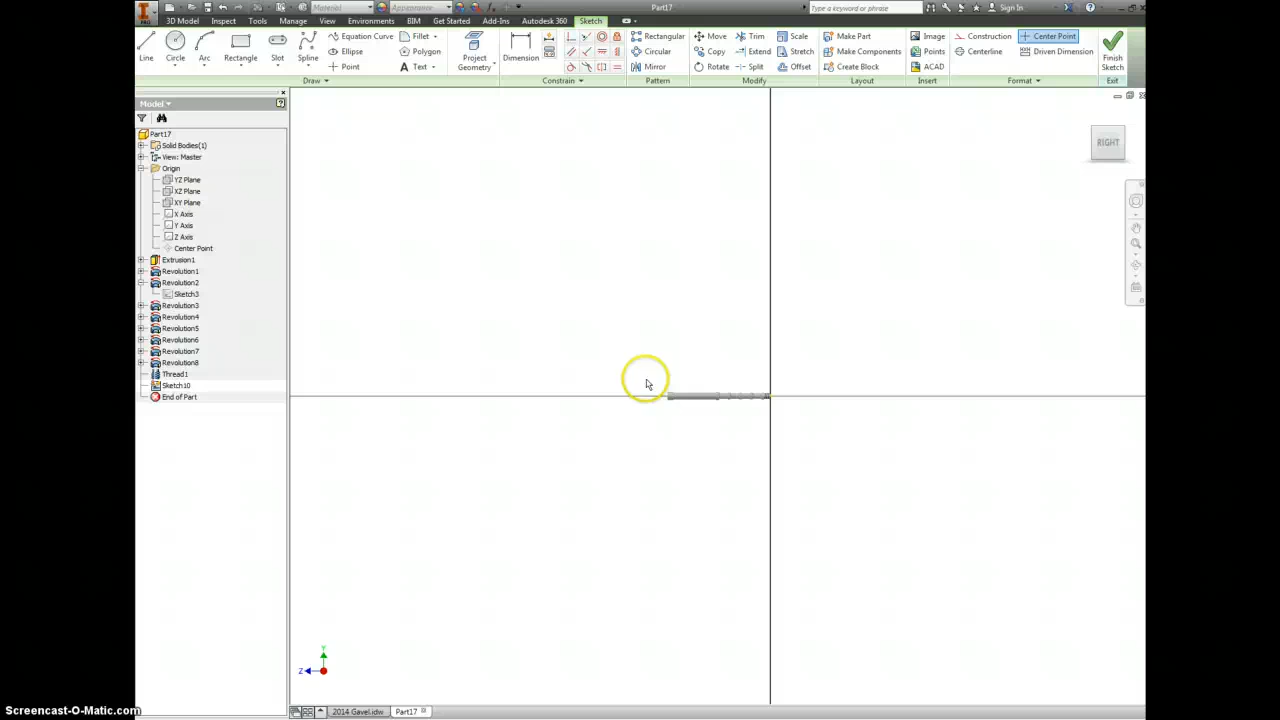 Material
Appearance
Part17
Type a keyword or phrase
Sign In
3D Model Inspect Tools Manage View Environments BIM Get Started Add-Ins Autodesk 360 Sketch
Line
Circle
Arc
Rectangle
Slot
Spline
Equation Curve
Ellipse
Point
Fillet
Polygon
Text
Project Geometry
Dimension
Rectangular
Circular
Mirror
Move
Copy
Rotate
Trim
Extend
Split
Scale
Stretch
Offset
Make Part
Make Components
Create Block
Image
Points
ACAD
Construction
Centerline
Center Point
Driven Dimension
Finish Sketch
Draw Constrain Pattern Modify Layout Insert Format Exit
Model
Part17
Solid Bodies(1)
View: Master
Origin
YZ Plane
XZ Plane
XY Plane
X Axis
Y Axis
Z Axis
Center Point
Extrusion1
Revolution1
Revolution2
Sketch3
Revolution3
Revolution4
Revolution5
Revolution6
Revolution7
Revolution8
Thread1
Sketch10
End of Part
RIGHT
Y
Z
2014 Gavel.idw Part17
Screencast-O-Matic.com